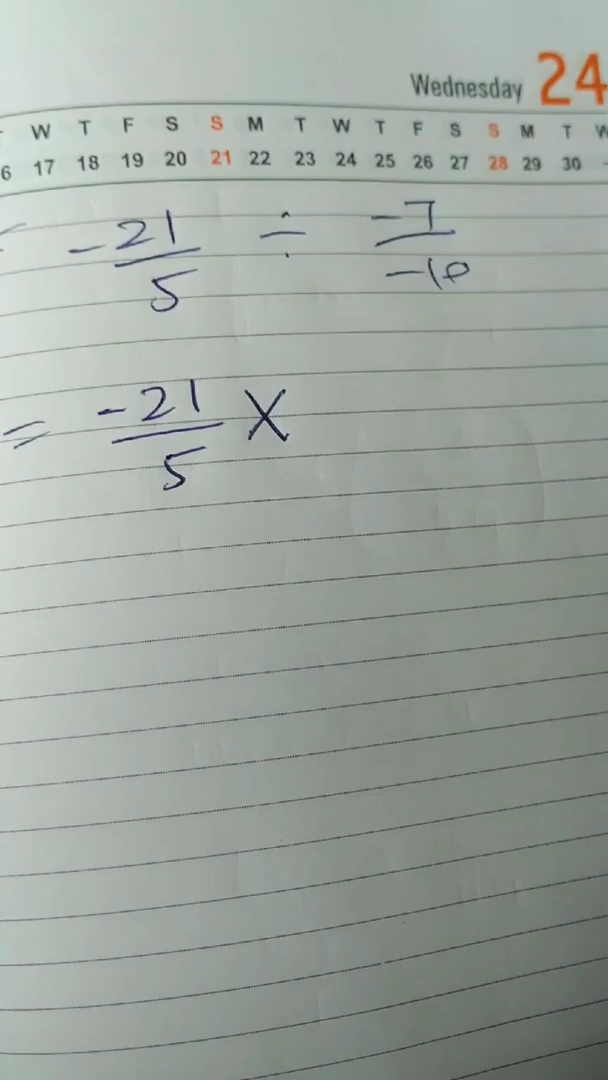 Wednesday 24
W T F S S M T W T F S S M T W
6 17 18 19 20 21 22 23 24 25 26 27 28 29 30
-21/5 ÷ -7/-10
= -21/5 X